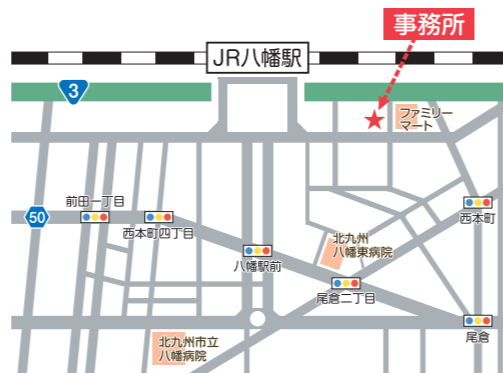 事務所
JR八幡駅
3
ファミリー
マート
前田一丁目
50
西本町四丁目
西本町
八幡駅前
北九州
八幡東病院
尾倉二丁目
尾倉
北九州市立
八幡病院